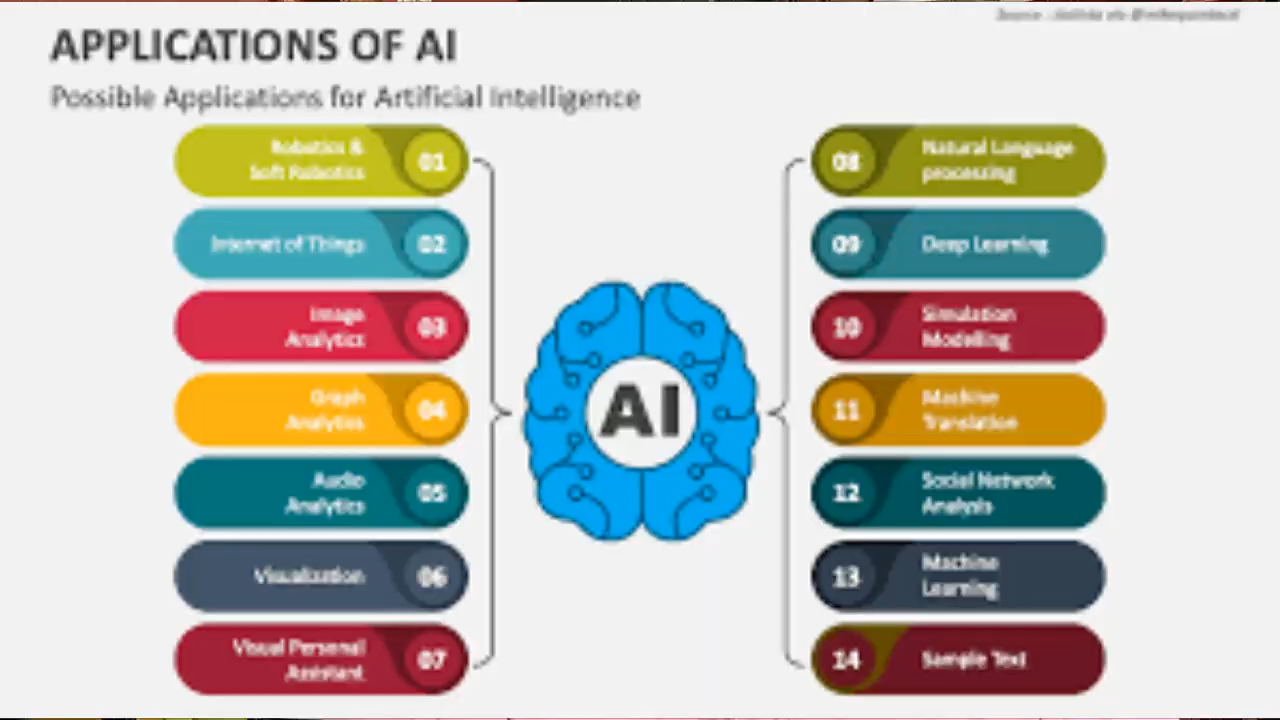 APPLICATIONS OF AI
Possible Applications for Artificial Intelligence
Robotics &
Soft Robotics
01
Internet of Things
02
Image
Analytics
03
Graph
Analytics
04
Audio
Analytics
05
Visualization
06
Visual Personal
Assistant
07
AI
08
Natural Language
processing
09
Deep Learning
10
Simulation
Modelling
11
Machine
Translation
12
Social Network
Analysis
13
Machine
Learning
14
Sample Text